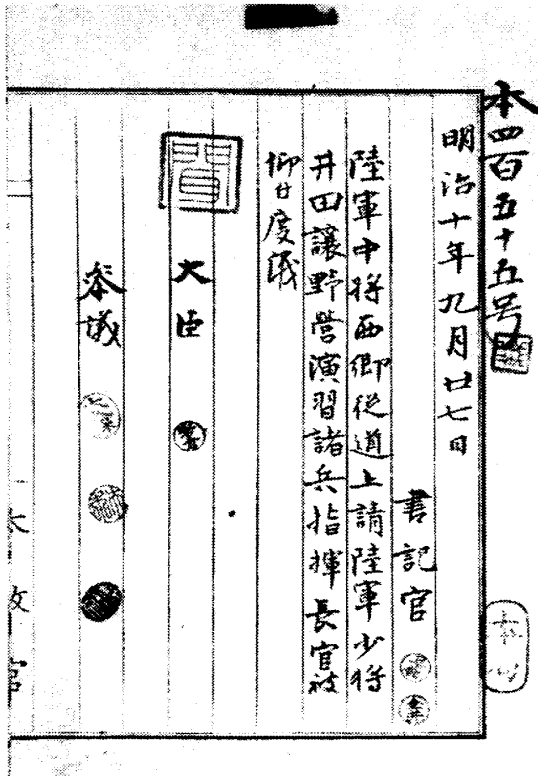 本四百五十五号
明治十年九月廿七日
書記官
陸軍中将西郷従道上請陸軍少将
井田譲野営演習諸兵指揮長官被
仰廿度儀
大臣
参議
太政官